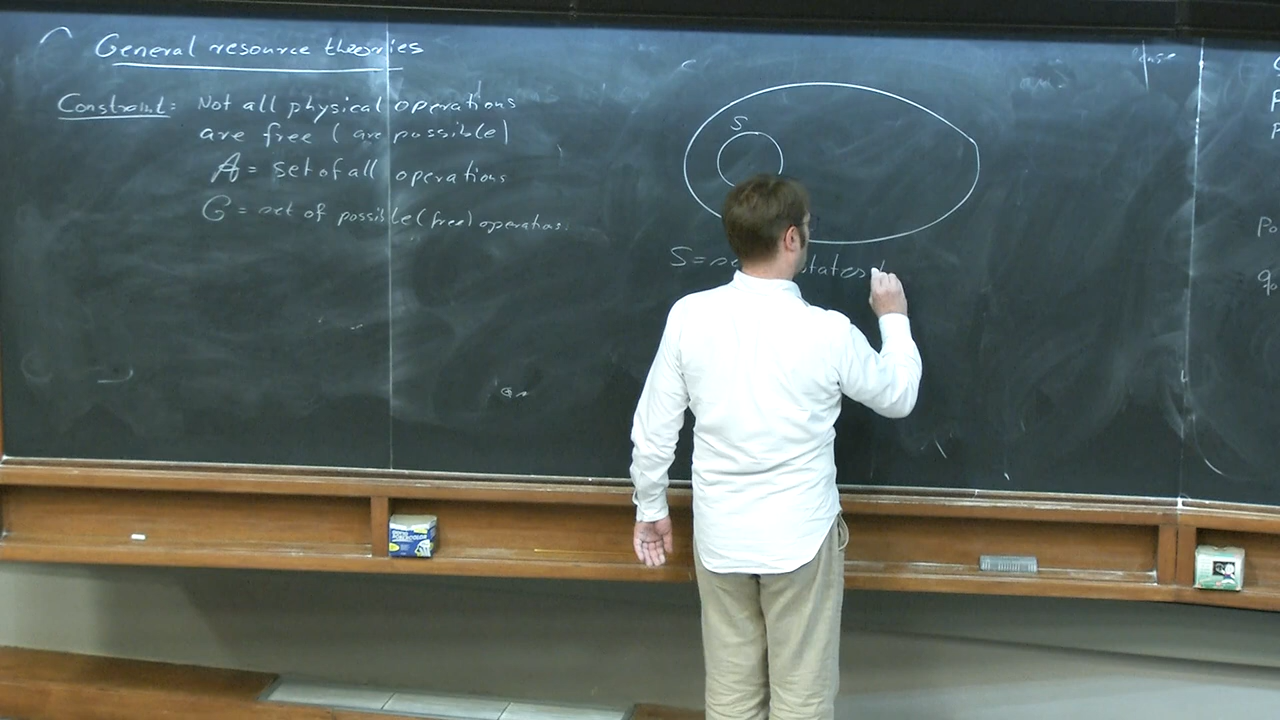 General resource theories
Constraint: Not all physical operations
are free (are possible)
A = set of all operations
G = set of possible (free) operations.
S
S = states